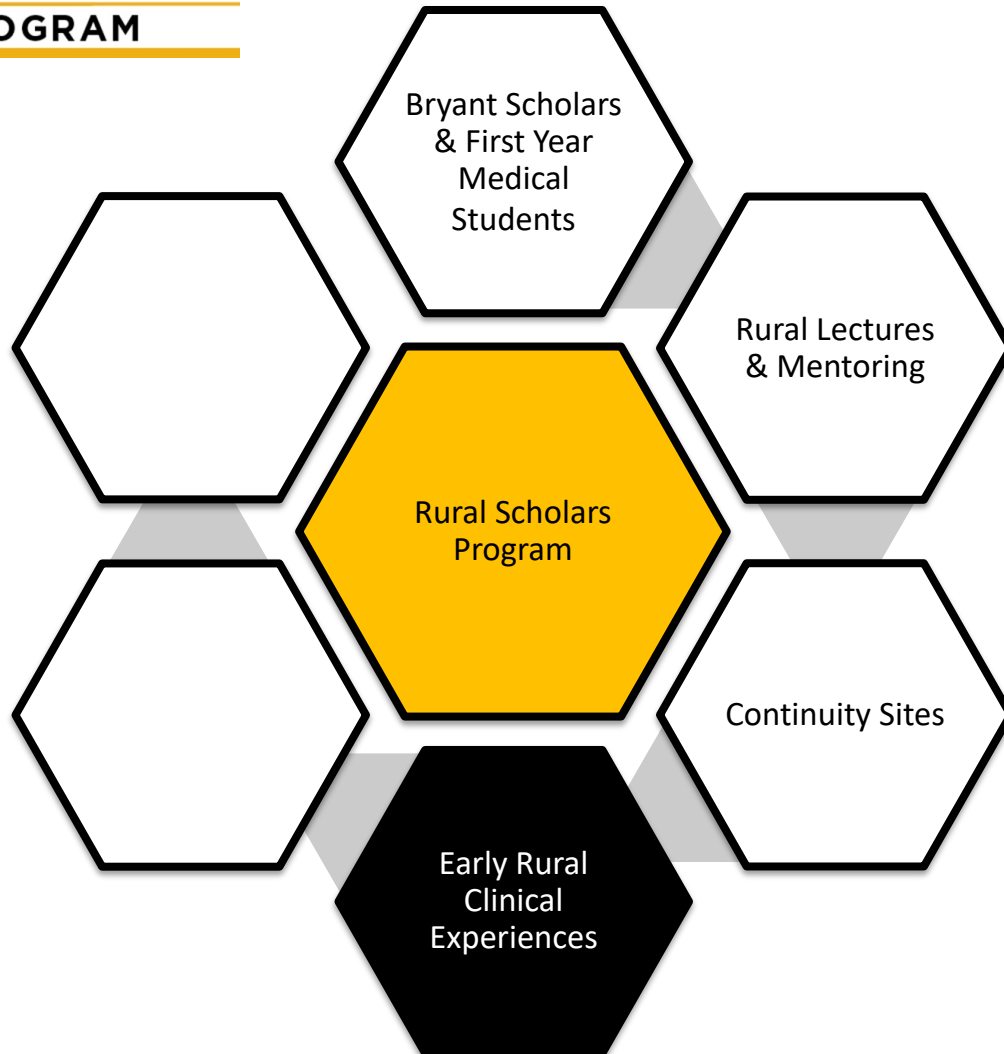 OGRAM
Bryant Scholars
& First Year
Medical
Students
Rural Lectures
& Mentoring
Rural Scholars
Program
Continuity Sites
Early Rural
Clinical
Experiences